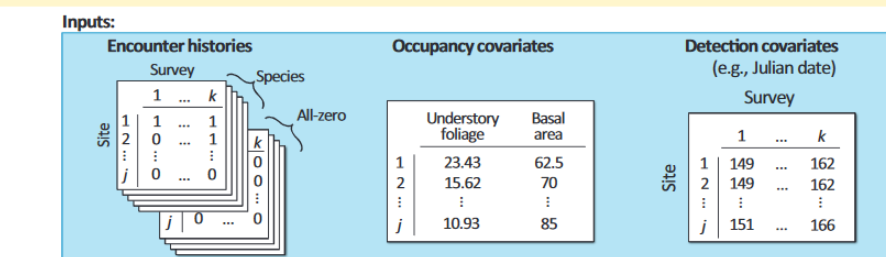 Inputs:
Encounter histories
Survey
Species
All-zero
1 ... k
Site
1 1 ... 1
2 0 ... 1
⋮ ⋮ ⋮
j 0 ... 0
k
0
0
⋮
j 0 ... 0
Occupancy covariates
Understory foliage Basal area
1 23.43 62.5
2 15.62 70
⋮ ⋮ ⋮
j 10.93 85
Detection covariates
(e.g., Julian date)
Survey
1 ... k
Site
1 149 ... 162
2 149 ... 162
⋮ ⋮ ⋮
j 151 ... 166